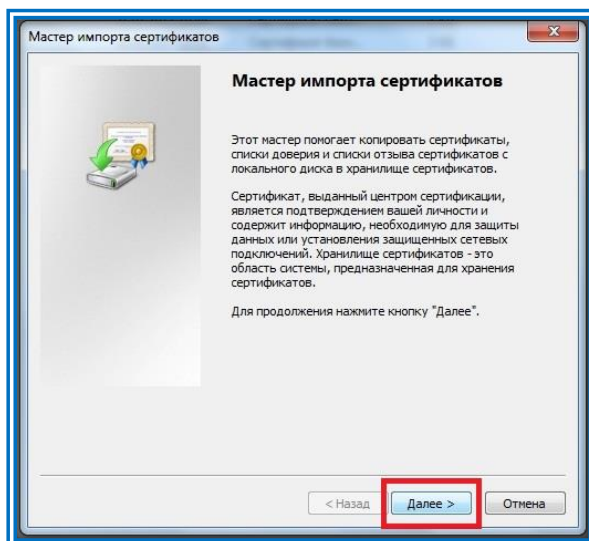 Мастер импорта сертификатов
Мастер импорта сертификатов
Этот мастер помогает копировать сертификаты,
списки доверия и списки отзыва сертификатов с
локального диска в хранилище сертификатов.
Сертификат, выданный центром сертификации,
является подтверждением вашей личности и
содержит информацию, необходимую для защиты
данных или установления защищенных сетевых
подключений. Хранилище сертификатов - это
область системы, предназначенная для хранения
сертификатов.
Для продолжения нажмите кнопку "Далее".
< Назад Далее > Отмена